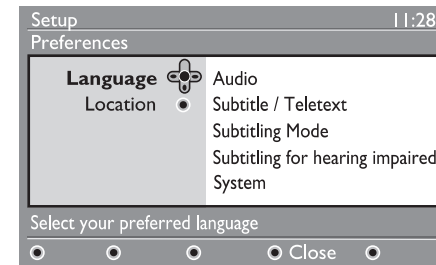 Setup 11:28
Preferences
Language Audio
Location Subtitle / Teletext
Subtitling Mode
Subtitling for hearing impaired
System
Select your preferred language
Close